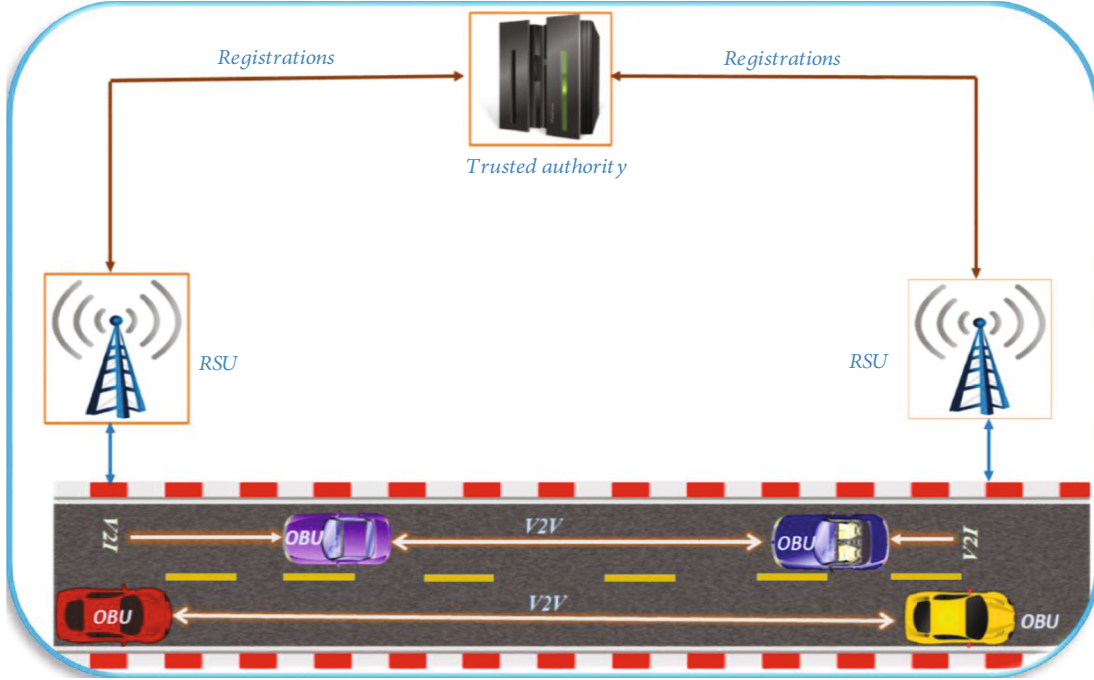 Registrations
Registrations
Trusted authority
RSU
RSU
V2I
OBU
V2V
OBU
V2I
OBU
V2V
OBU